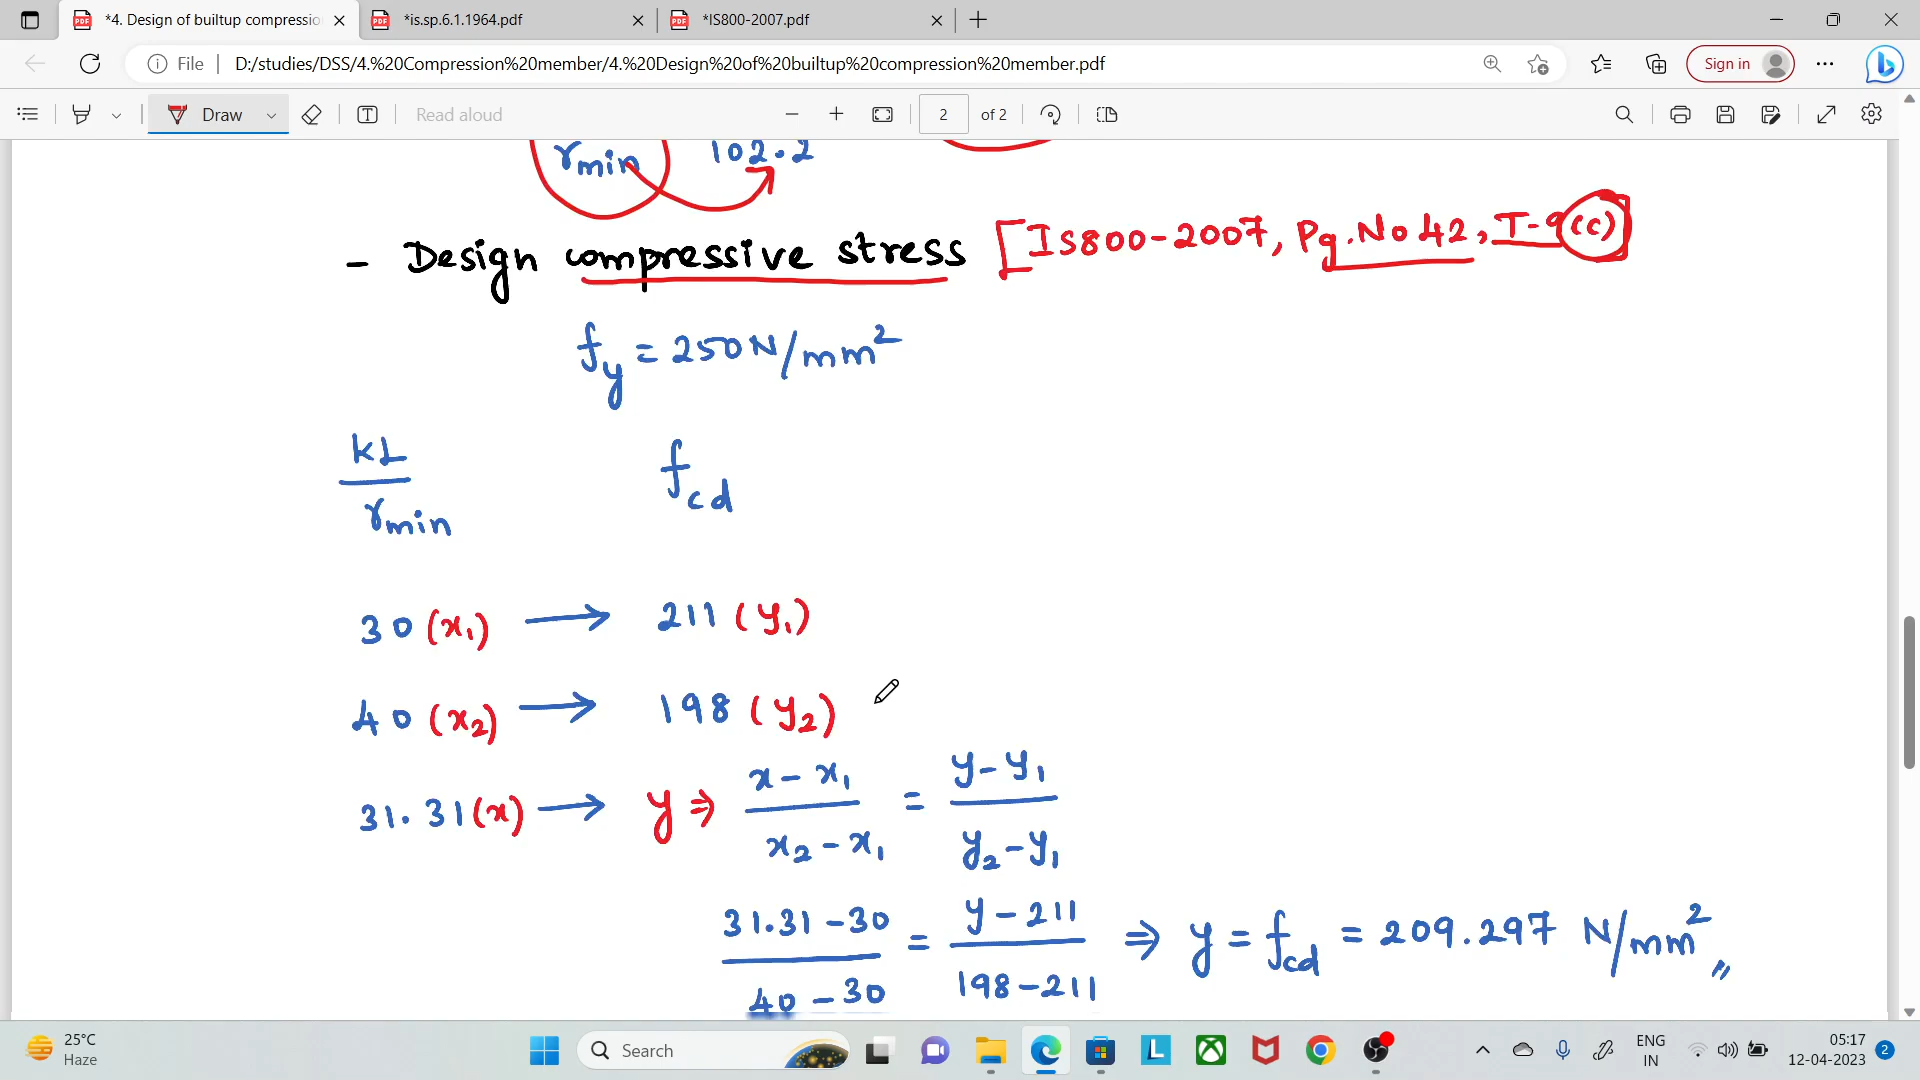 *4. Design of builtup compressio
*is.sp.6.1.1964.pdf
*IS800-2007.pdf
File
D:/studies/DSS/4.%20Compression%20member/4.%20Design%20of%20builtup%20compression%20member.pdf
Sign in
Draw
Read aloud
2 of 2
rmin 102.2
- Design compressive stress [IS800-2007, Pg.No 42, T-9(c)]
fy = 250N/mm²
kL/rmin fcd
30 (x₁) → 211 (y₁)
40 (x₂) → 198 (y₂)
31.31(x) → y ⇒ x - x₁ / x₂ - x₁ = y - y₁ / y₂ - y₁
31.31 - 30 / 40 - 30 = y - 211 / 198 - 211 ⇒ y = fcd = 209.297 N/mm² „
25°C
Haze
Search
ENG
IN
05:17
12-04-2023
2